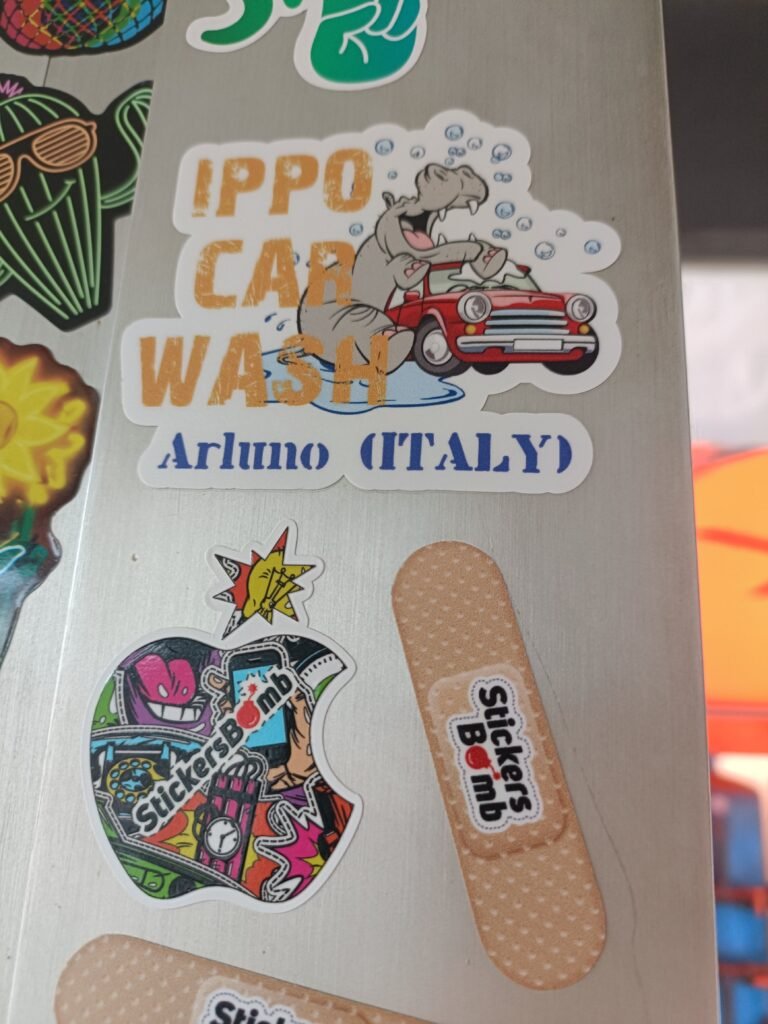 IPPO
CAR
WASH
Arluno (ITALY)
StickersBomb
Stickers
Bomb